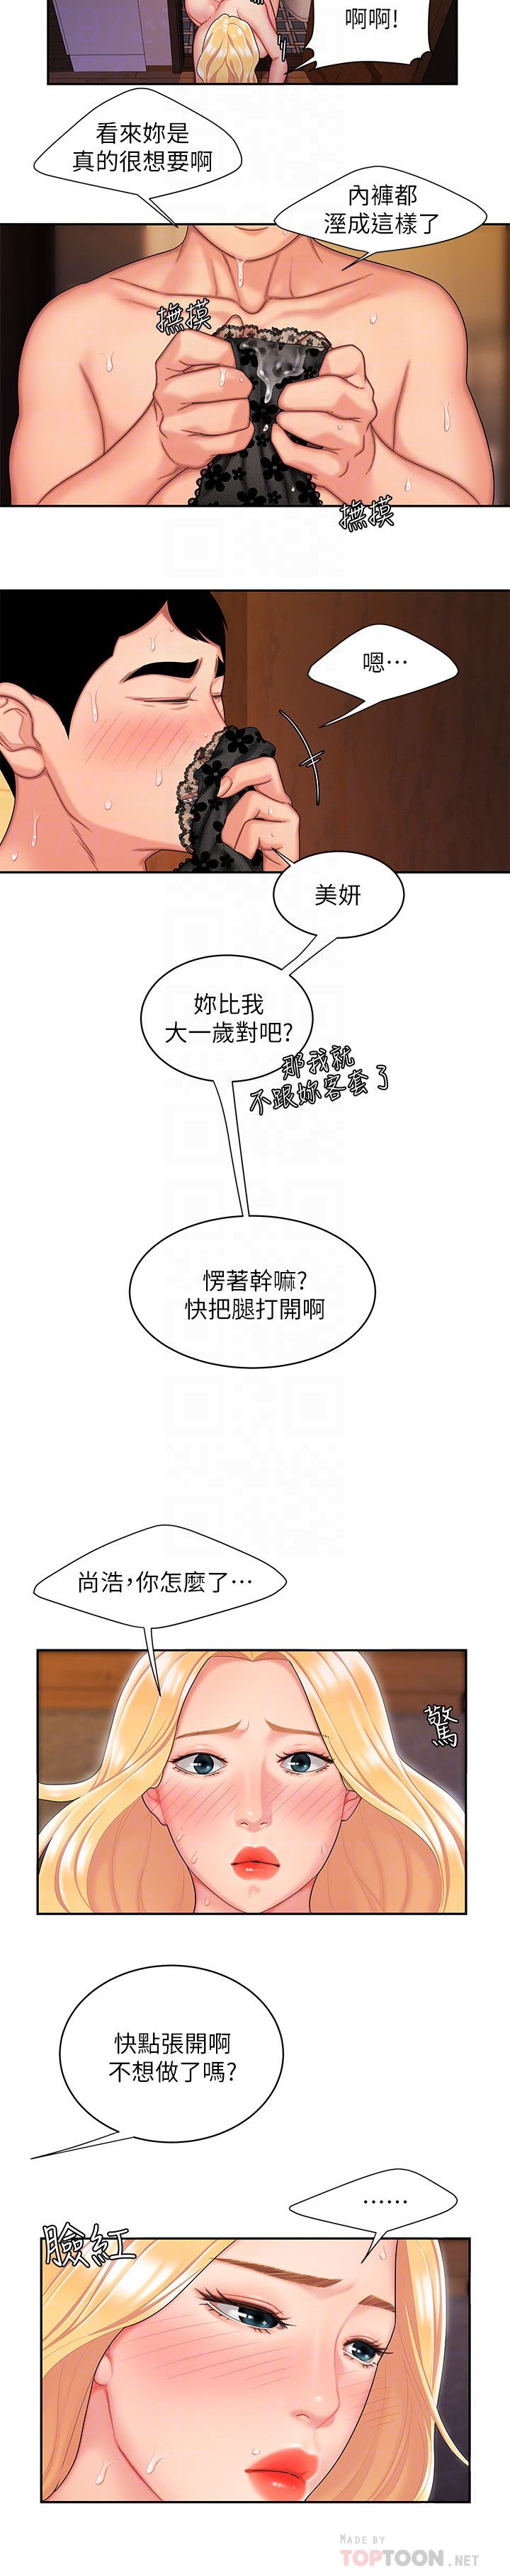 啊啊!
看來妳是
真的很想要啊
內褲都
溼成這樣了
撫摸
撫摸
嗯…
美妍
妳比我
大一歲對吧?
那我就
不跟妳客套了
愣著幹嘛?
快把腿打開啊
尚浩,你怎麼了…
驚
快點張開啊
不想做了嗎?
……
臉紅
MADE BY
TOPTOON.NET